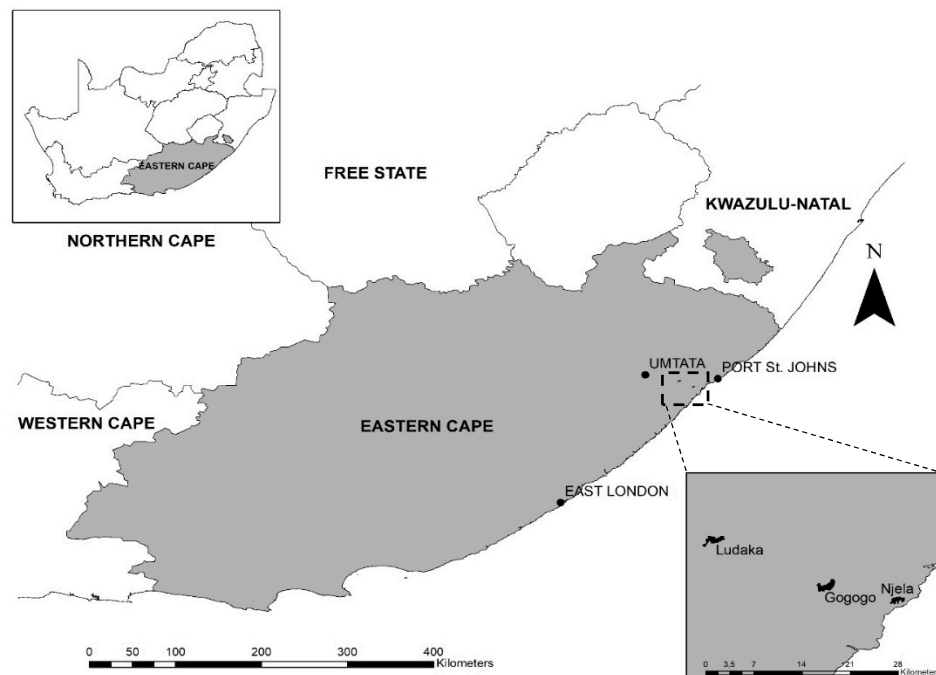 EASTERN CAPE
FREE STATE
KWAZULU-NATAL
NORTHERN CAPE
N
UMTATA
PORT St. JOHNS
WESTERN CAPE
EASTERN CAPE
EAST LONDON
Ludaka
Njela
Gogogo
0 50 100 200 300 400
Kilometers
0 3,5 7 14 21 28
Kilometers